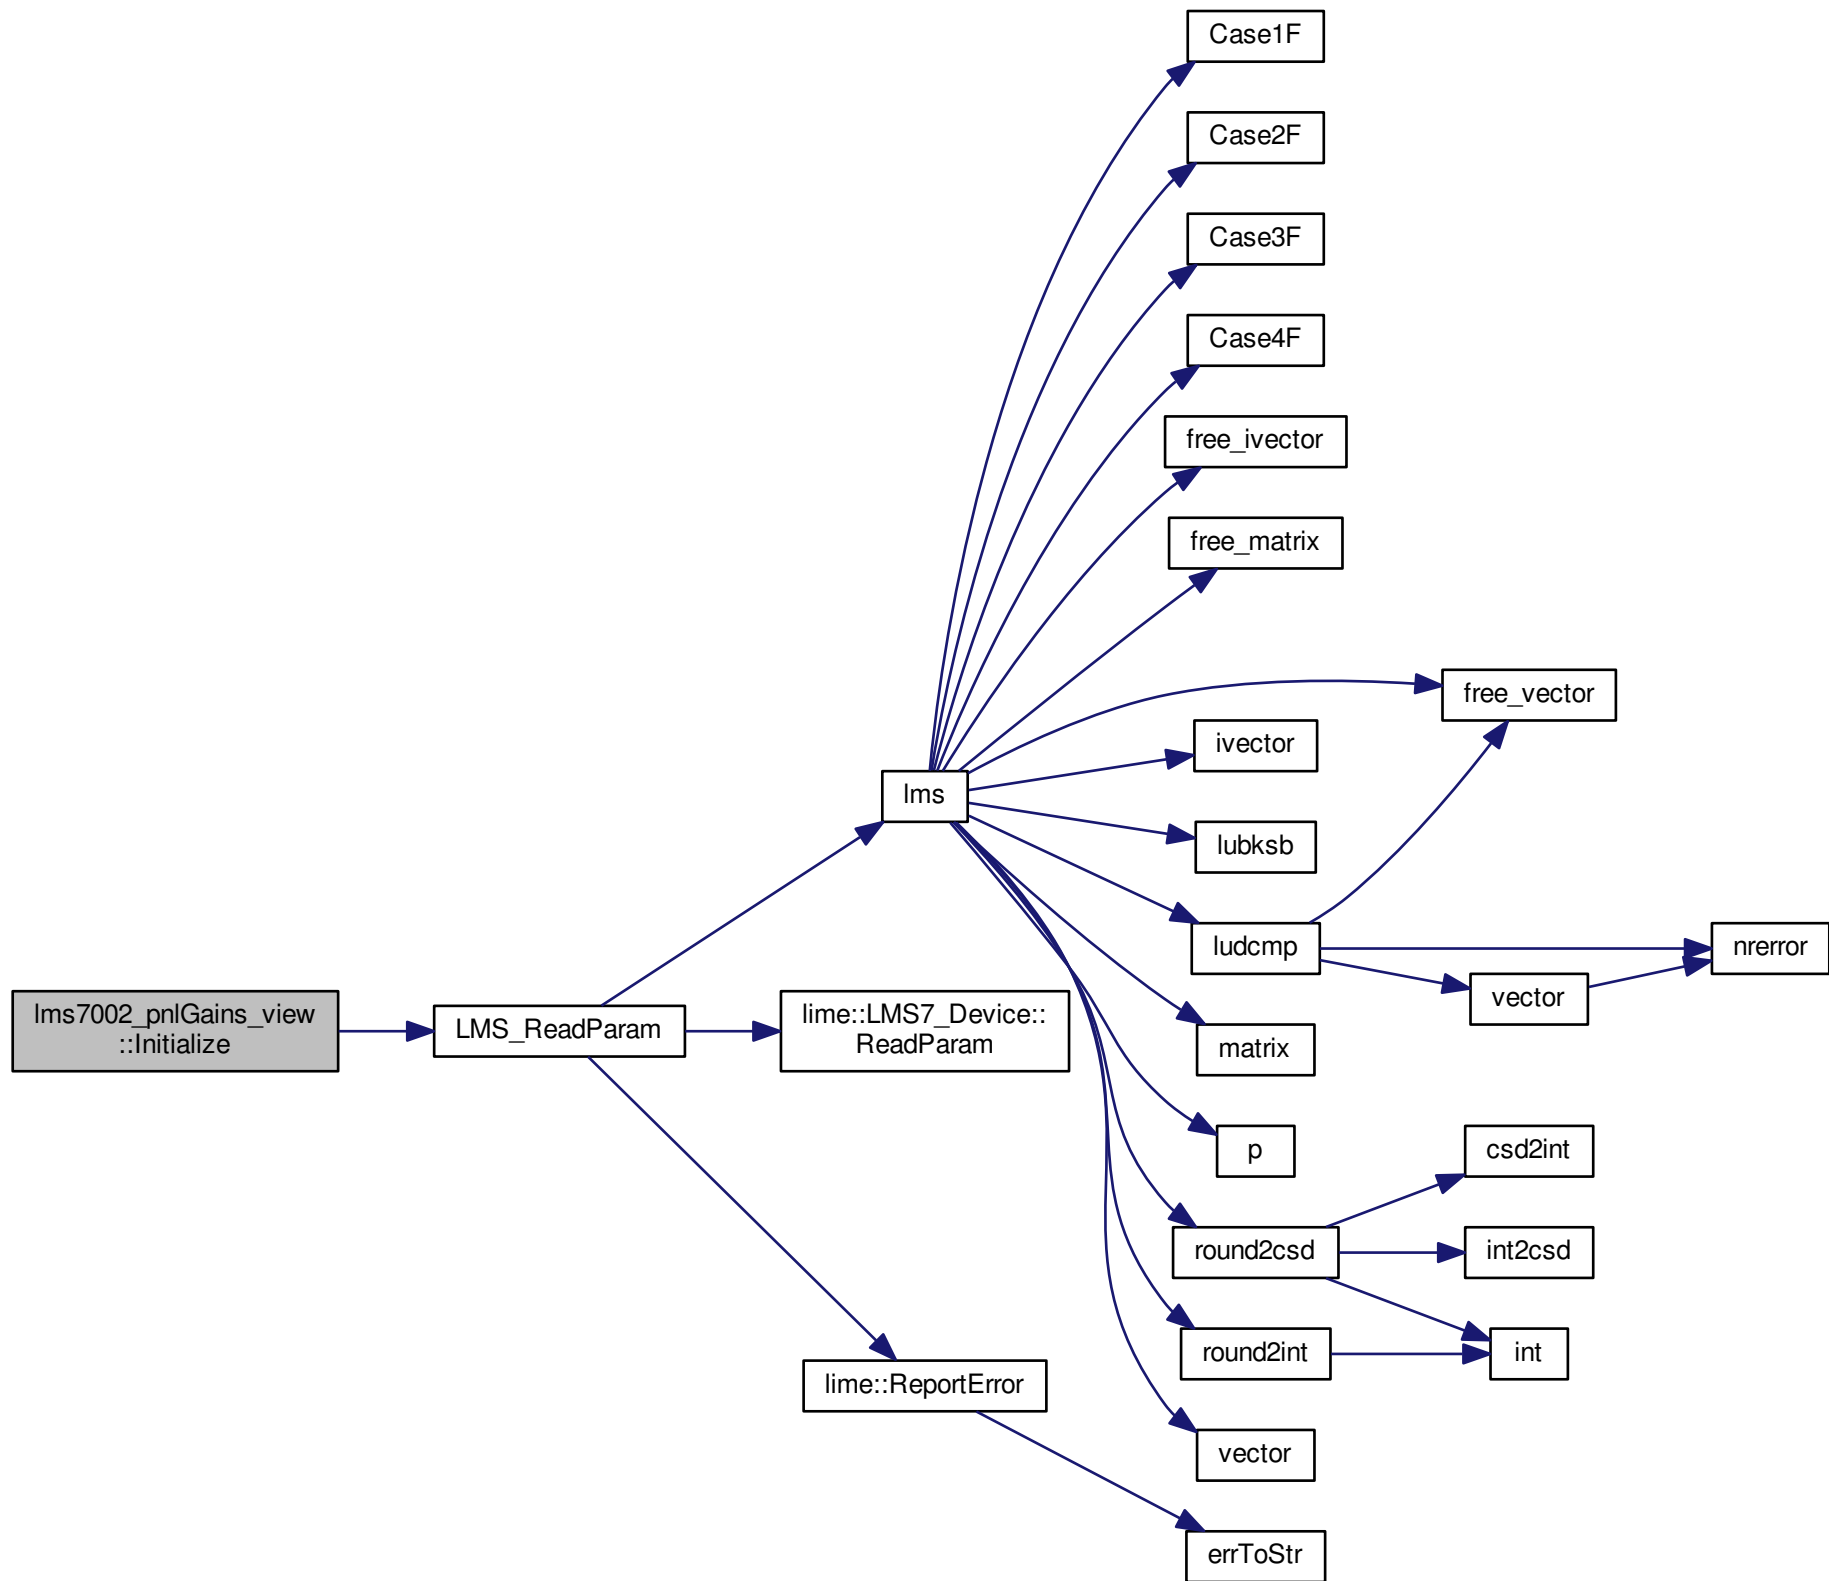 Case1F
Case2F
Case3F
Case4F
free_ivector
free_matrix
free_vector
ivector
lms
lubksb
ludcmp
nrerror
vector
lms7002_pnlGains_view
::Initialize
LMS_ReadParam
lime::LMS7_Device::
ReadParam
matrix
p
csd2int
round2csd
int2csd
round2int
int
lime::ReportError
vector
errToStr